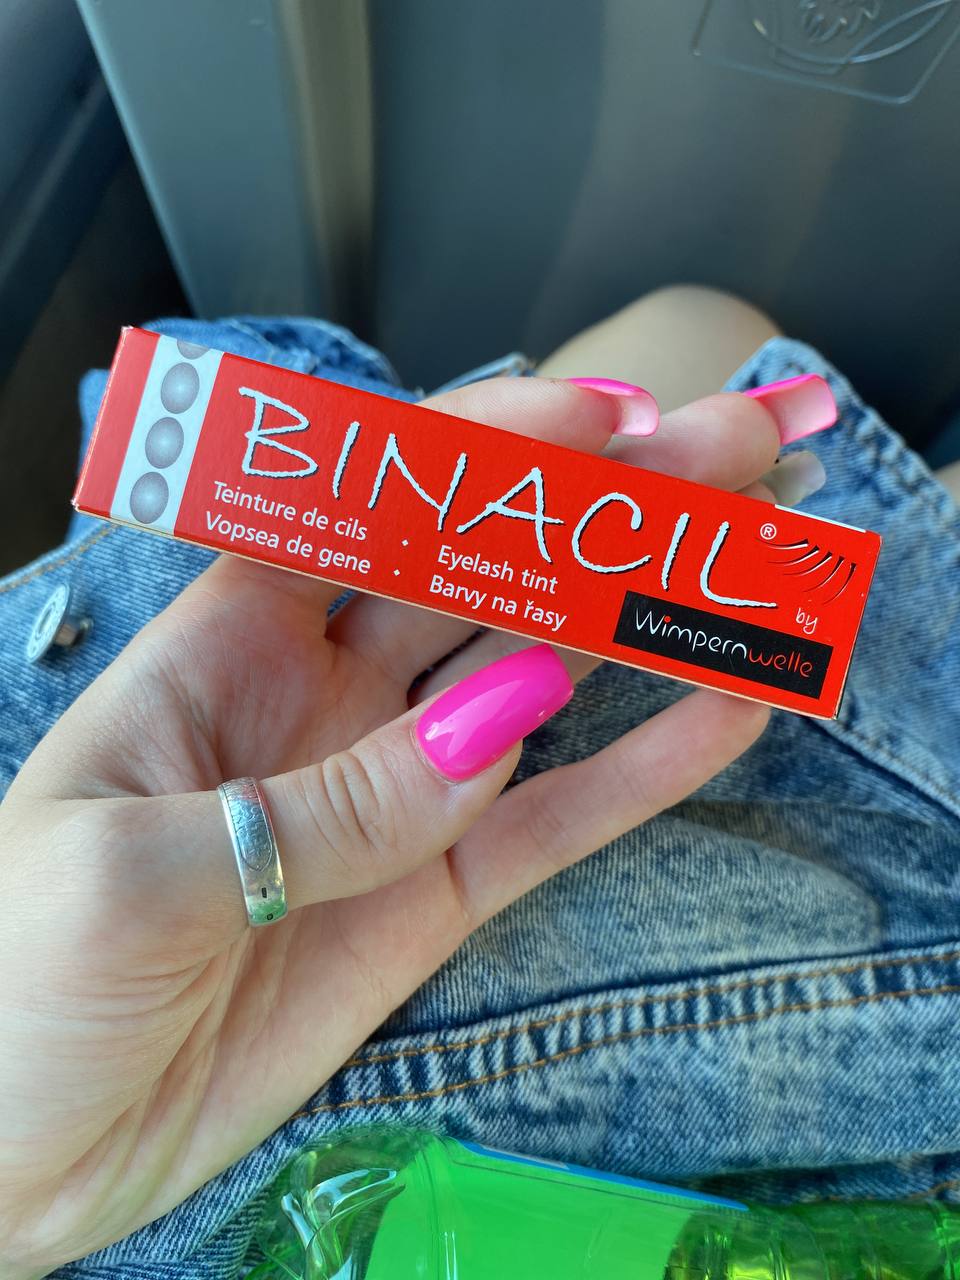 BINACIL®
Teinture de cils
Vopsea de gene
Eyelash tint
Barvy na řasy
by
Wimpernwelle